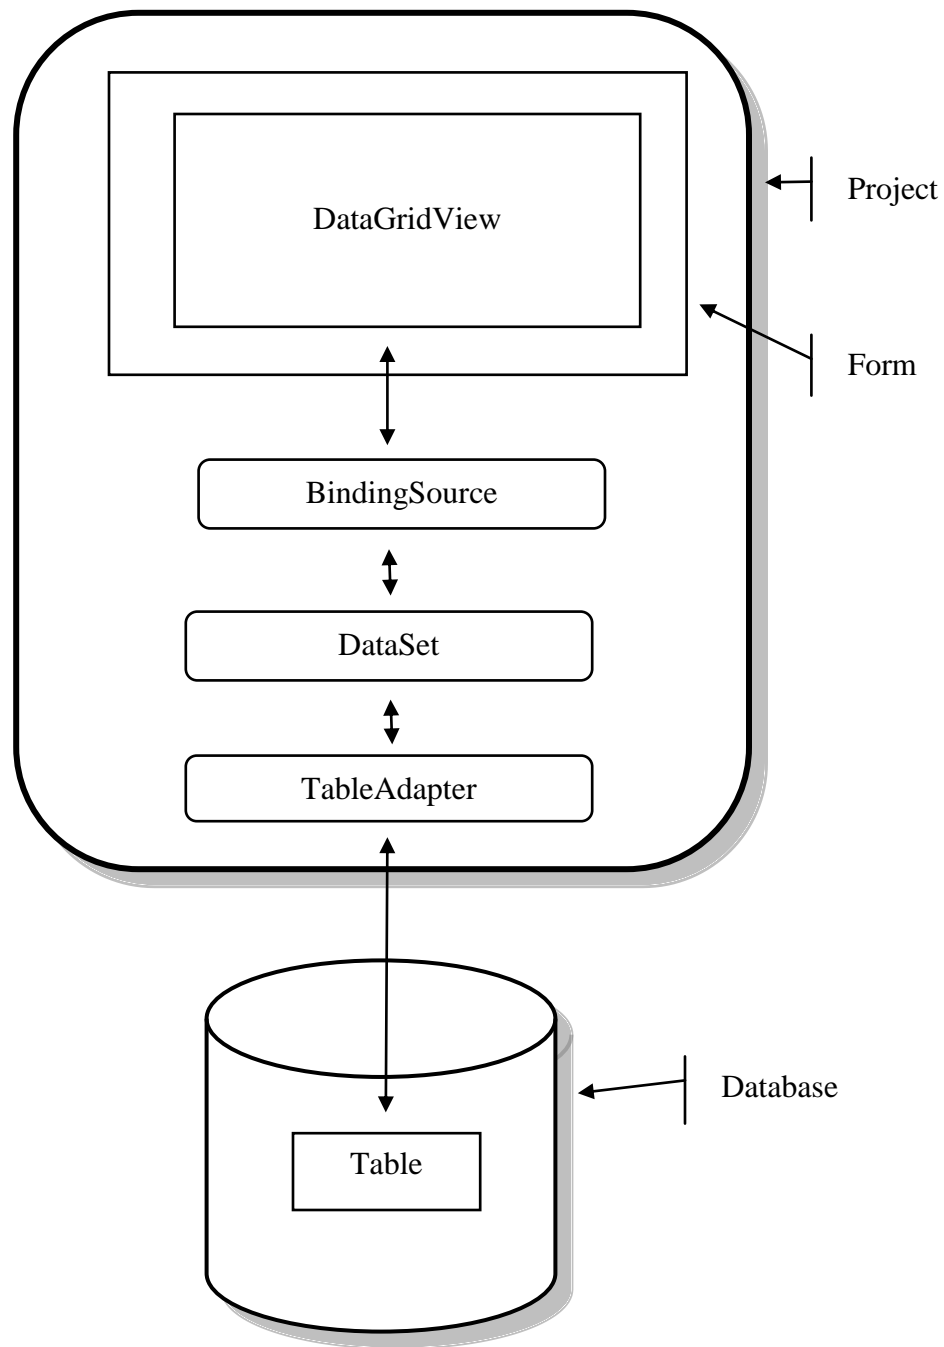 DataGridView
Project
Form
BindingSource
DataSet
TableAdapter
Database
Table